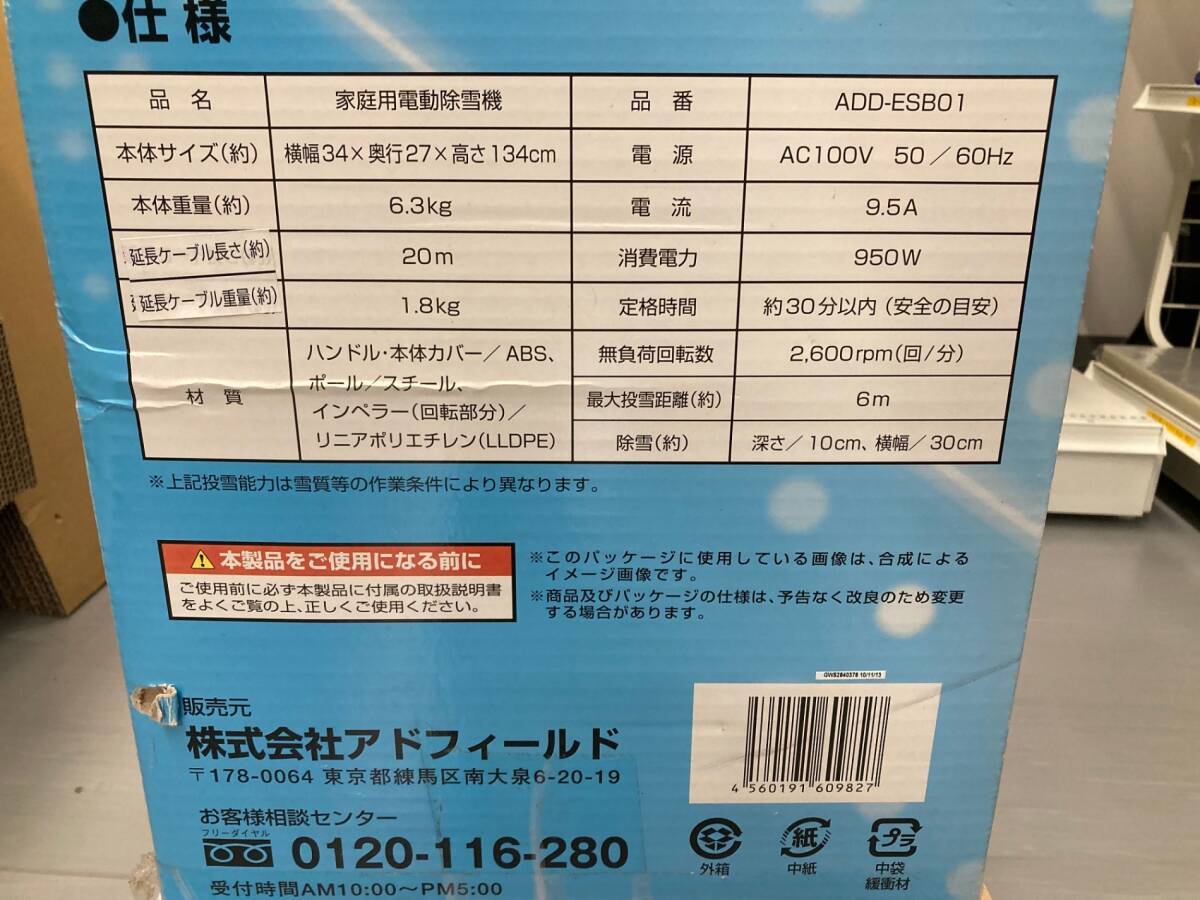 ●仕様
品名 家庭用電動除雪機 品番 ADD-ESB01
本体サイズ(約) 横幅34×奥行27×高さ134cm 電源 AC100V 50／60Hz
本体重量(約) 6.3kg 電流 9.5A
延長ケーブル長さ(約) 20m 消費電力 950W
延長ケーブル重量(約) 1.8kg 定格時間 約30分以内(安全の目安)
材質 ハンドル・本体カバー／ABS、
ポール／スチール、
インペラー(回転部分)／
リニアポリエチレン(LLDPE)
無負荷回転数 2,600rpm(回/分)
最大投雪距離(約) 6m
除雪(約) 深さ／10cm、横幅／30cm
※上記投雪能力は雪質等の作業条件により異なります。
本製品をご使用になる前に
ご使用前に必ず本製品に付属の取扱説明書
をよくご覧の上、正しくご使用ください。
※このパッケージに使用している画像は、合成による
イメージ画像です。
※商品及びパッケージの仕様は、予告なく改良のため変更
する場合があります。
GWS2840378 10/11/13
販売元
株式会社アドフィールド
〒178-0064 東京都練馬区南大泉6-20-19
4 560191 609827
お客様相談センター
フリーダイヤル
0120-116-280
受付時間AM10:00〜PM5:00
外箱
紙
中紙
プラ
中袋
緩衝材